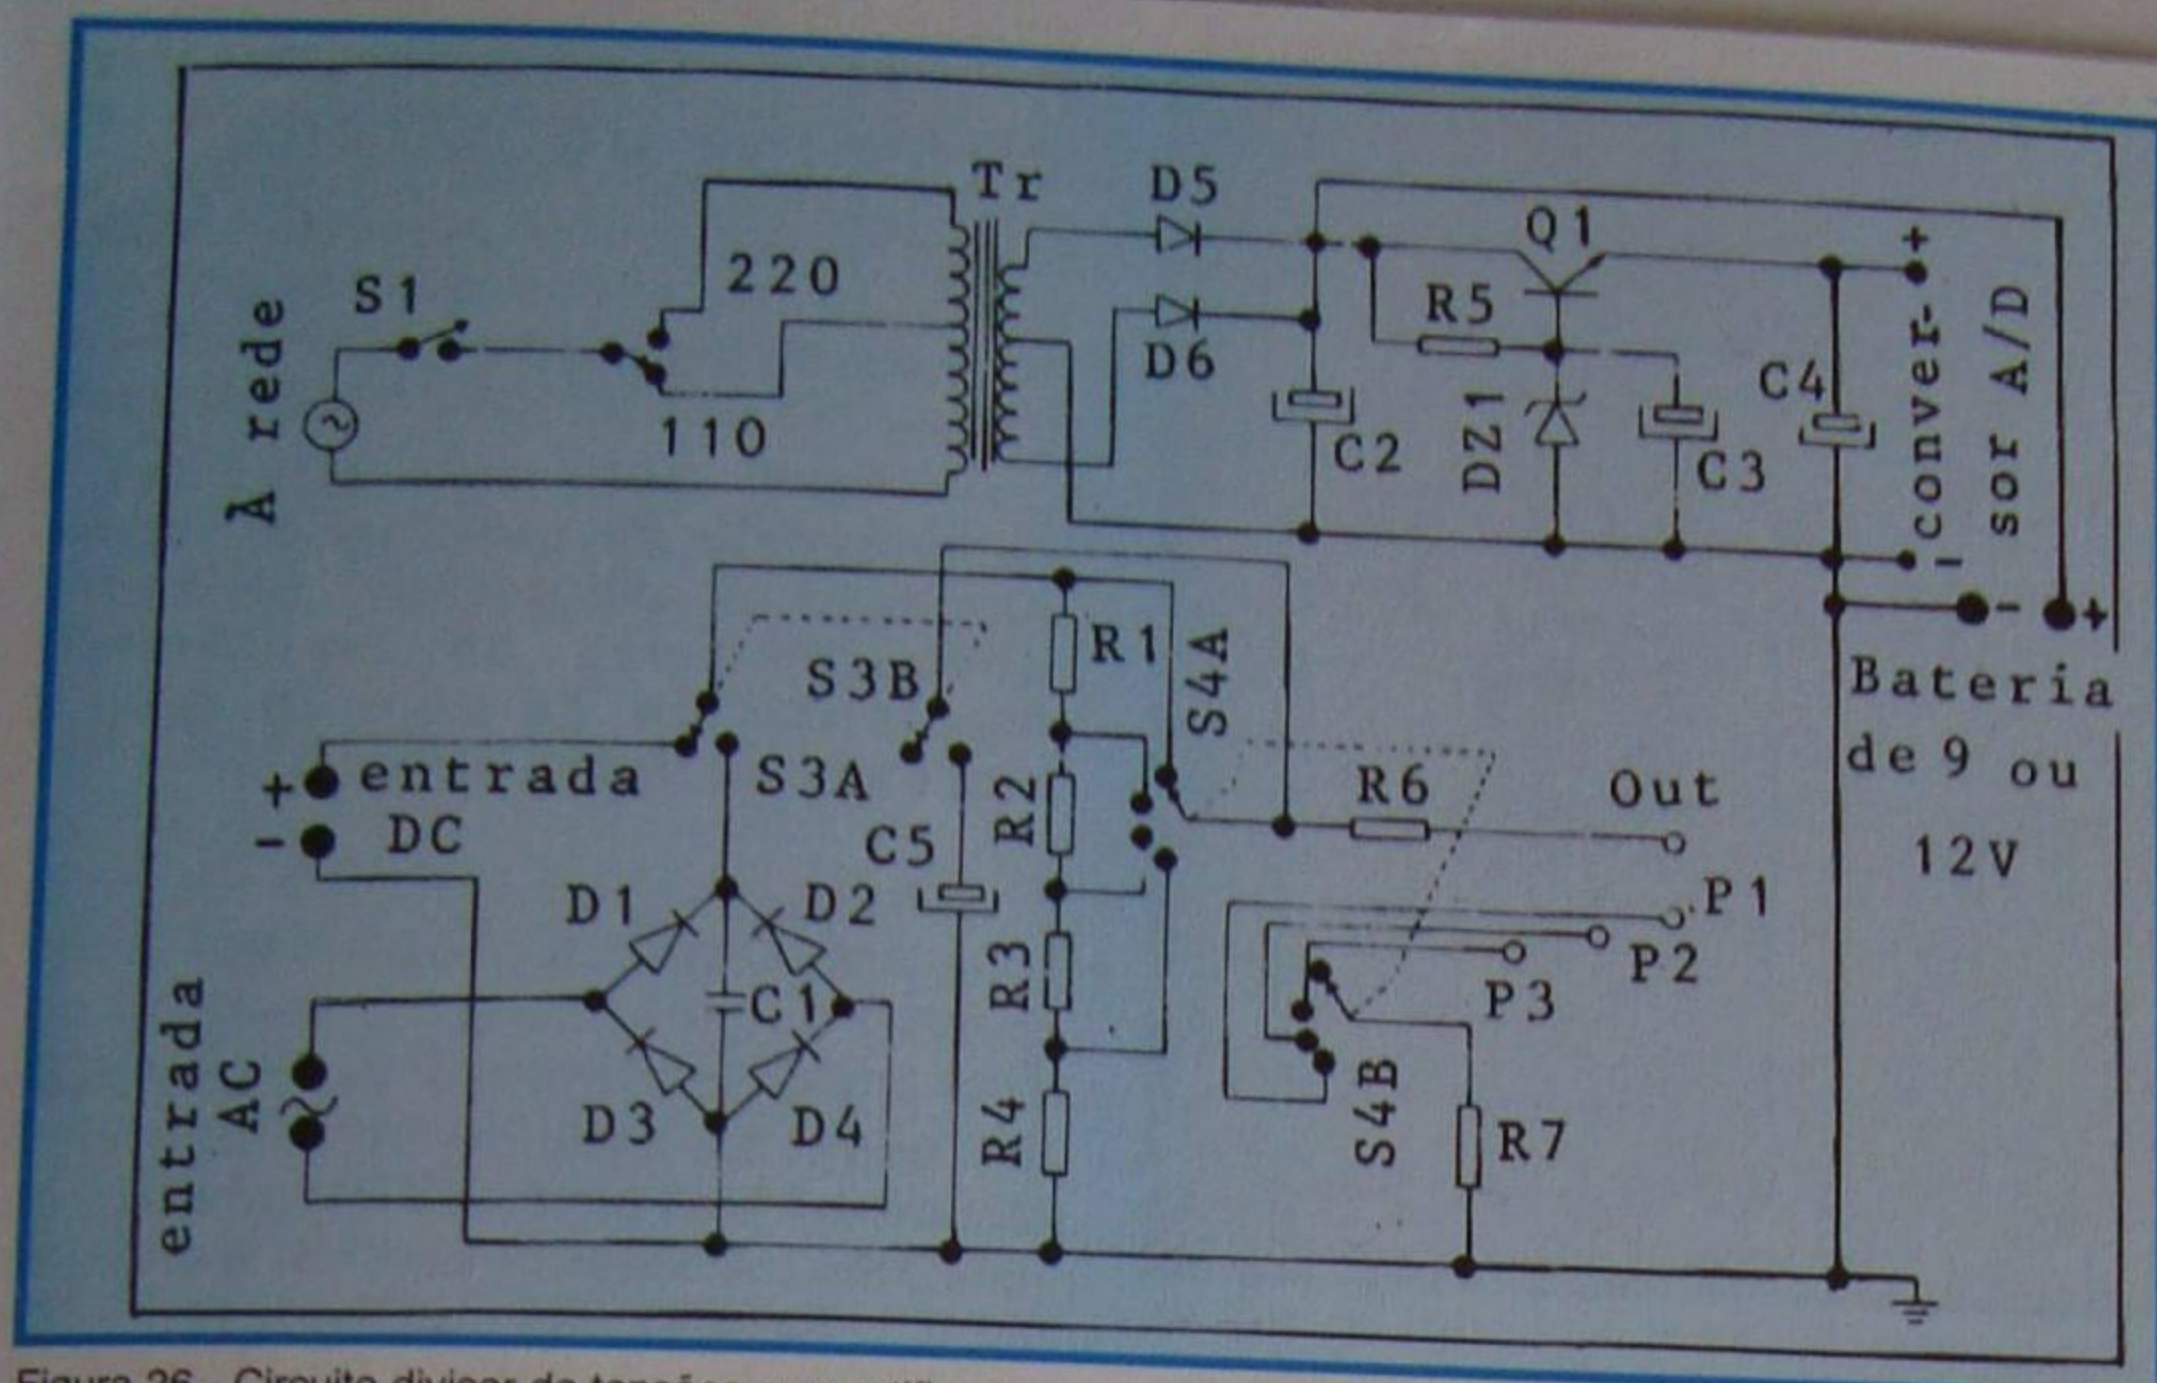 Tr
D5
Q1
+
S1
220
R5
À rede
D6
C4
conver-
sor A/D
110
C2
DZ1
C3
-
- +
R1
S4A
S3B
Bateria
de 9 ou
12V
+ entrada
- DC
S3A
R2
R6
Out
C5
D1
D2
P1
P2
P3
R3
C1
entrada
AC
D3
D4
R4
S4B
R7